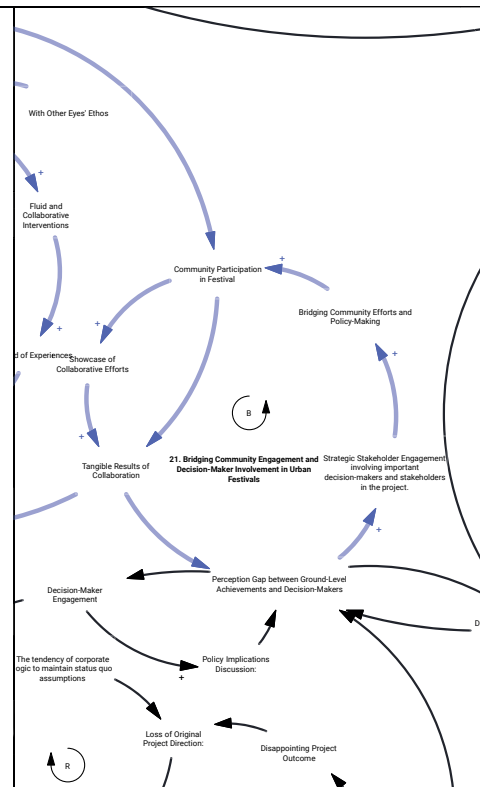 With Other Eyes' Ethos
+
Fluid and
Collaborative
Interventions
Community Participation
in Festival
+
Bridging Community Efforts and
Policy-Making
+
+
d of Experiences
Showcase of
Collaborative Efforts
+
B
+
Tangible Results of
Collaboration
21. Bridging Community Engagement and
Decision-Maker Involvement in Urban
Festivals
Strategic Stakeholder Engagement
involving important
decision-makers and stakeholders
in the project.
+
Perception Gap between Ground-Level
Achievements and Decision-Makers
Decision-Maker
Engagement
D
The tendency of corporate
ogic to maintain status quo
assumptions
Policy Implications
Discussion:
+
Loss of Original
Project Direction:
Disappointing Project
Outcome
R